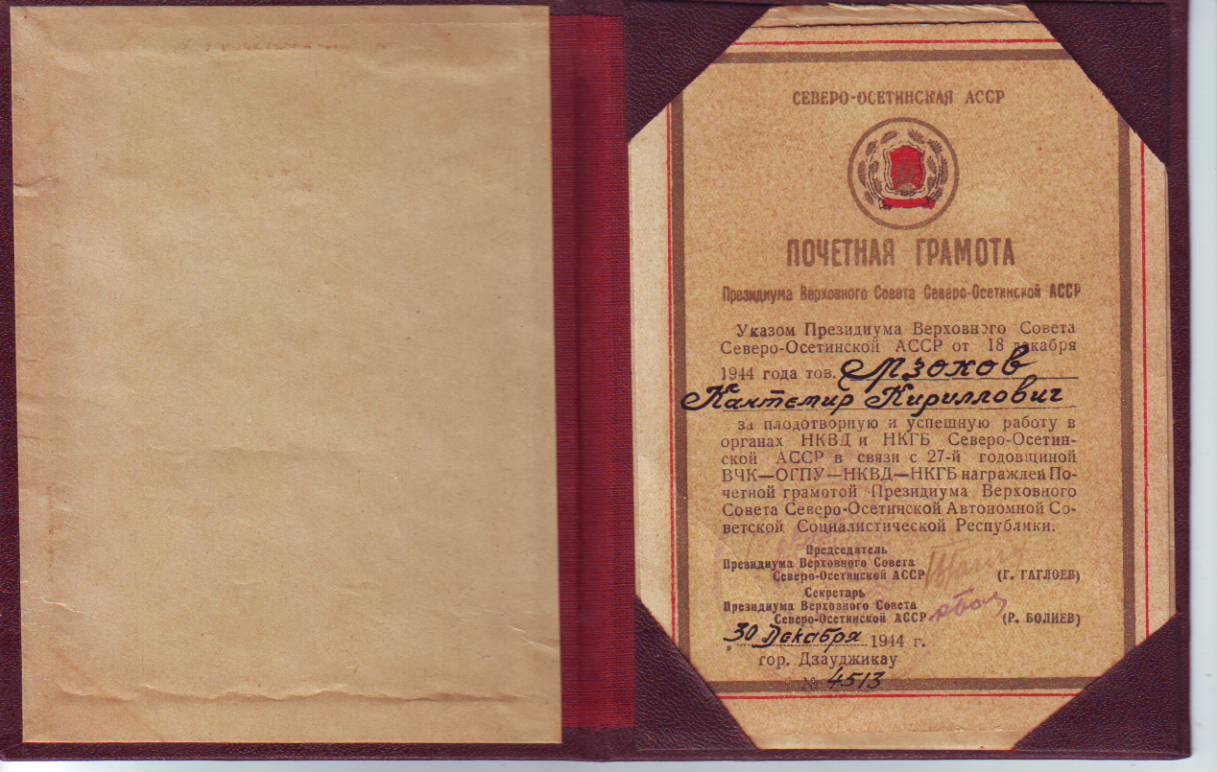 СЕВЕРО-ОСЕТИНСКАЯ АССР
ПОЧЕТНАЯ ГРАМОТА
Президиума Верховного Совета Северо-Осетинской АССР
Указом Президиума Верховного Совета
Северо-Осетинской АССР от 18 декабря
1944 года тов. Мзоков
Кантемир Кириллович
за плодотворную и успешную работу в
органах НКВД и НКГБ Северо-Осетин-
ской АССР в связи с 27-й годовщиной
ВЧК—ОГПУ—НКВД—НКГБ награжден По-
четной грамотой Президиума Верховного
Совета Северо-Осетинской Автономной Со-
ветской Социалистической Республики.
Председатель
Президиума Верховного Совета
Северо-Осетинской АССР (Г. ГАГЛОЕВ)
Секретарь
Президиума Верховного Совета
Северо-Осетинской АССР (Р. БОЛИЕВ)
30 Декабря 1944 г.
гор. Дзауджикау
№ 4513